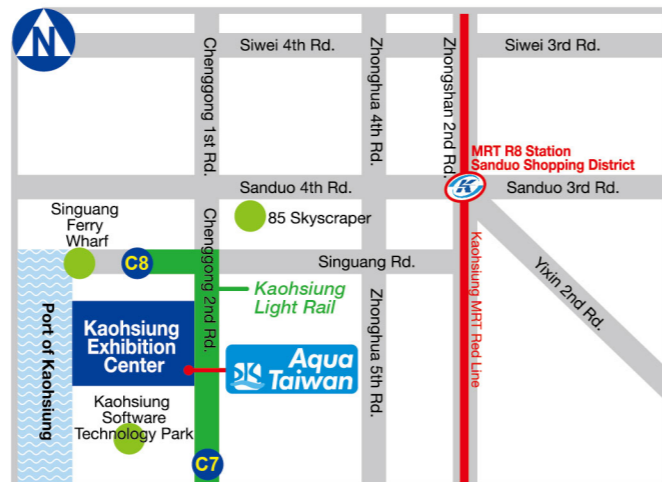 N
Siwei 4th Rd.
Siwei 3rd Rd.
Chenggong 1st Rd.
Zhonghua 4th Rd.
Zhongshan 2nd Rd.
MRT R8 Station
Sanduo Shopping District
K
Sanduo 4th Rd.
Sanduo 3rd Rd.
Singuang
Ferry
Wharf
85 Skyscraper
C8
Singuang Rd.
Chenggong 2nd Rd.
Kaohsiung
Light Rail
Zhonghua 5th Rd.
Kaohsiung MRT Red Line
Yixin 2nd Rd.
Port of Kaohsiung
Kaohsiung
Exhibition
Center
Aqua
Taiwan
Kaohsiung
Software
Technology Park
C7